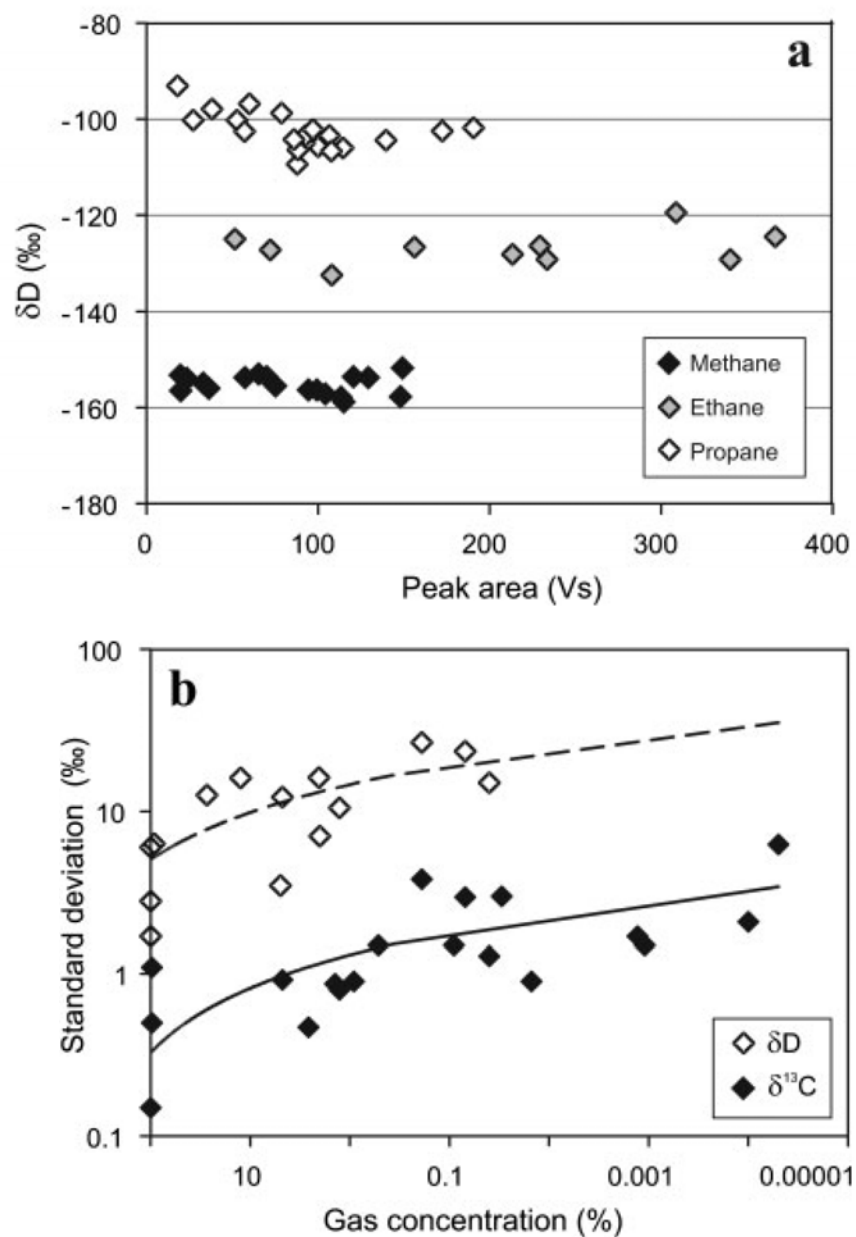 a
-80
-100
-120
-140
-160
-180
δD (‰)
Methane
Ethane
Propane
0 100 200 300 400
Peak area (Vs)
b
100
10
1
0.1
Standard deviation (‰)
δD
δ¹³C
10 0.1 0.001 0.00001
Gas concentration (%)